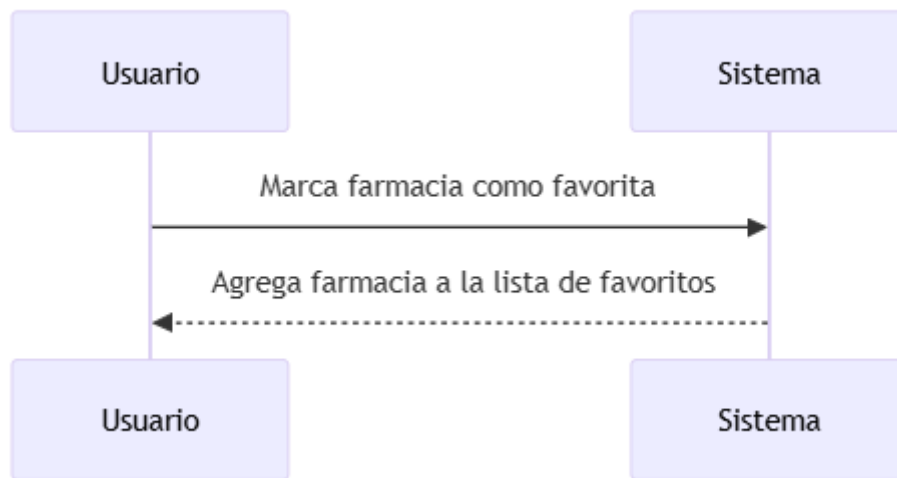 Usuario
Sistema
Marca farmacia como favorita
Agrega farmacia a la lista de favoritos
Usuario
Sistema